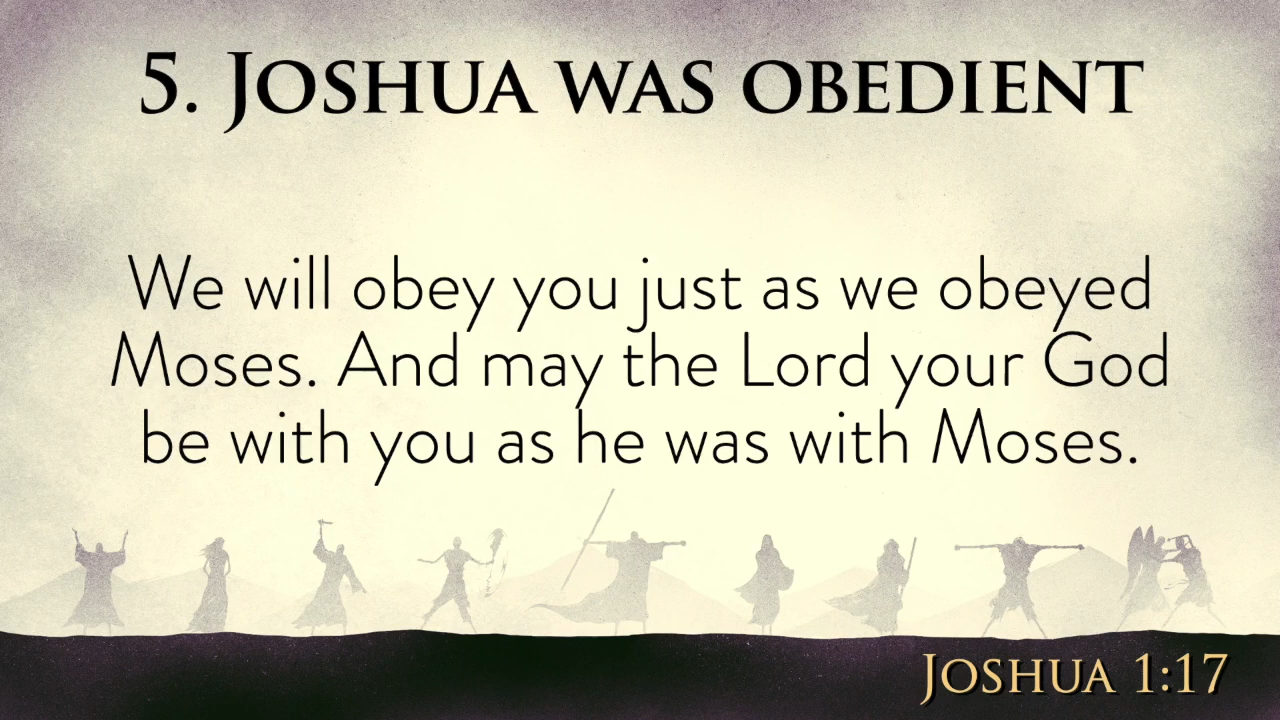 5. Joshua was obedient
We will obey you just as we obeyed
Moses. And may the Lord your God
be with you as he was with Moses.
Joshua 1:17